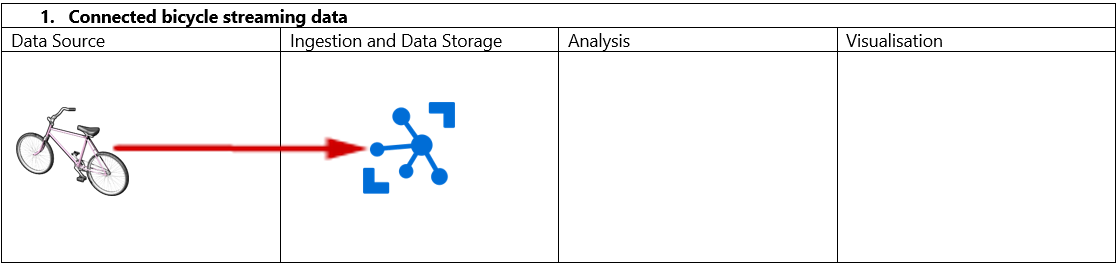 1. Connected bicycle streaming data
Data Source
Ingestion and Data Storage
Analysis
Visualisation